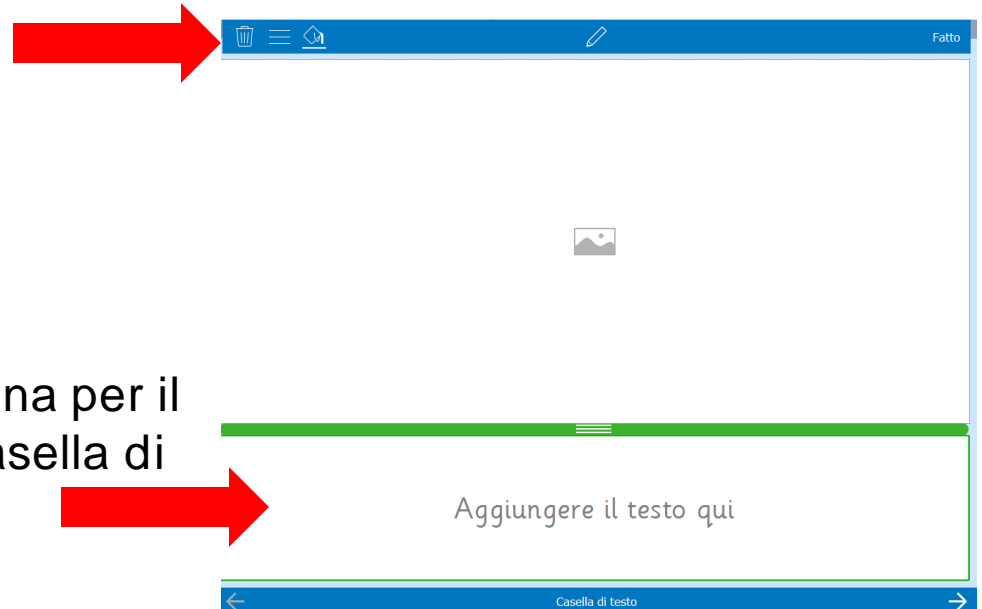 Fatto
na per il
asella di
Aggiungere il testo qui
Casella di testo